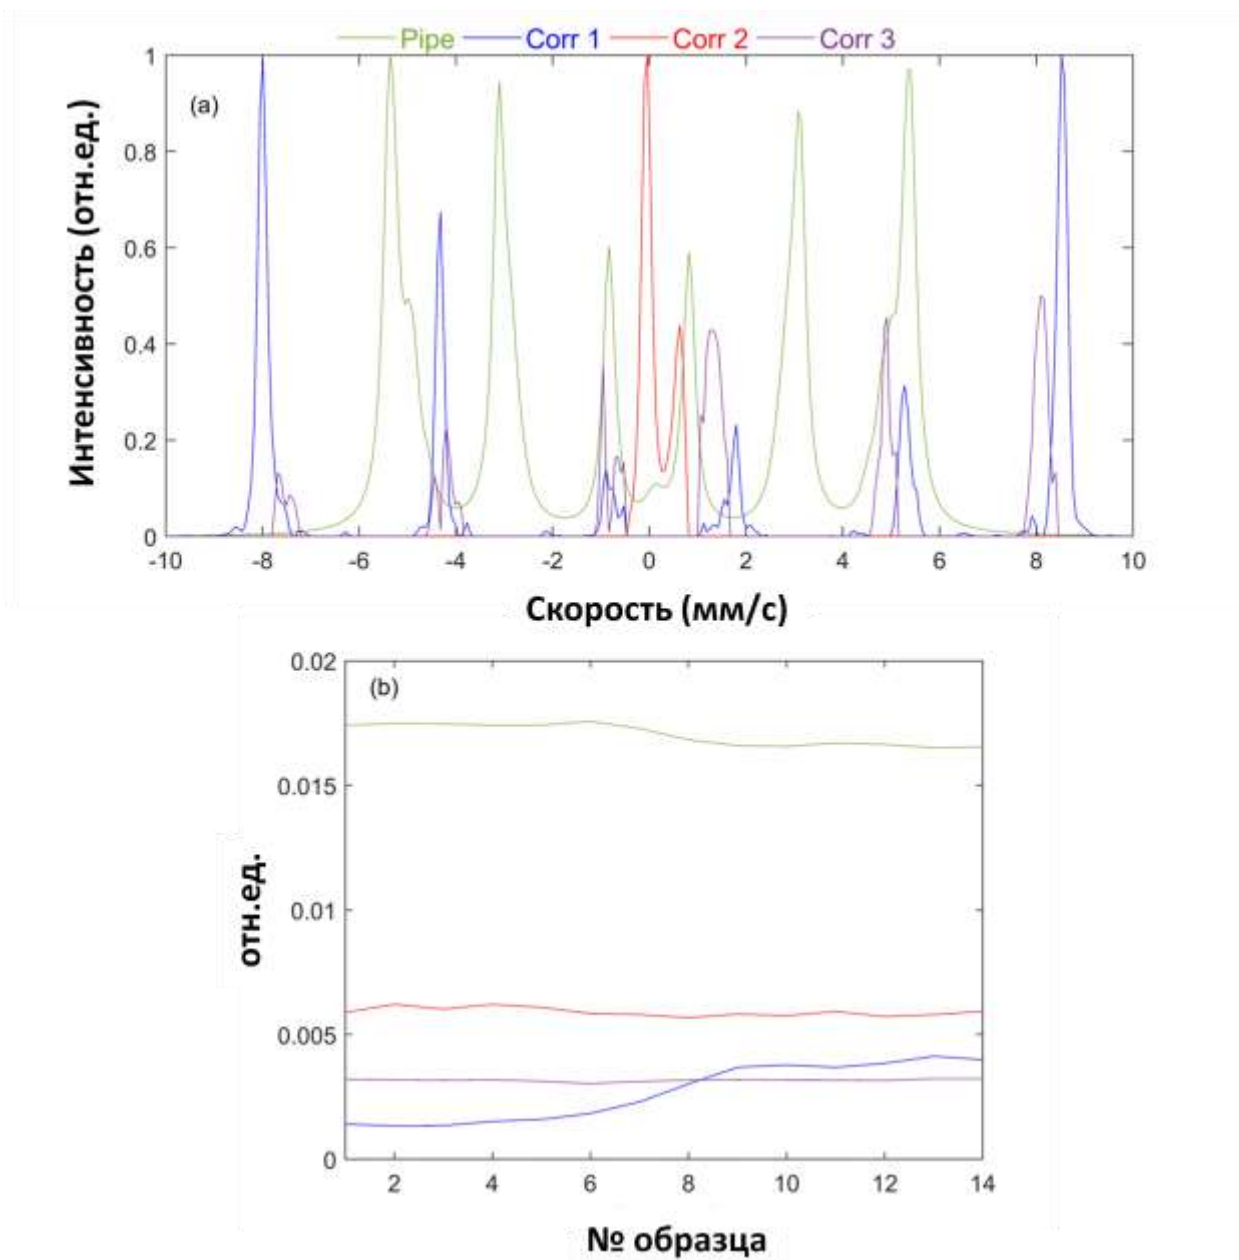 Pipe Corr 1 Corr 2 Corr 3
(a)
Интенсивность (отн.ед.)
1
0.8
0.6
0.4
0.2
0
-10 -8 -6 -4 -2 0 2 4 6 8 10
Скорость (мм/с)
(b)
отн.ед.
0.02
0.015
0.01
0.005
0
2 4 6 8 10 12 14
№ образца